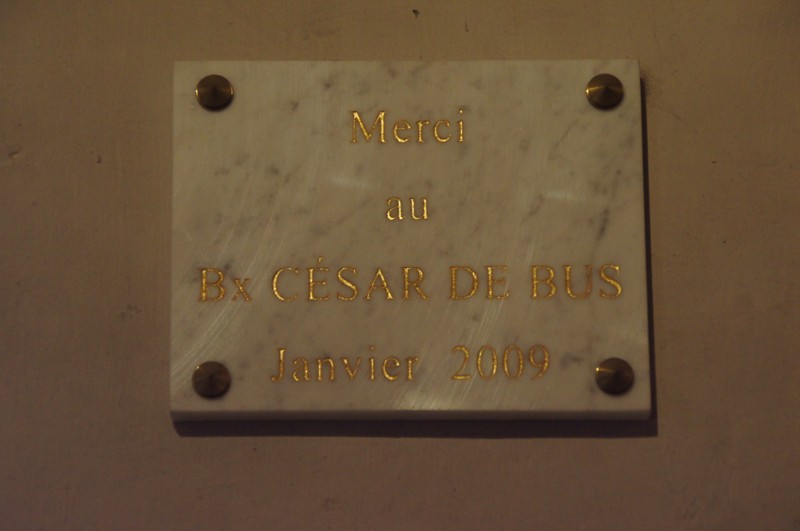 Merci
au
Bx CÉSAR DE BUS
Janvier 2009